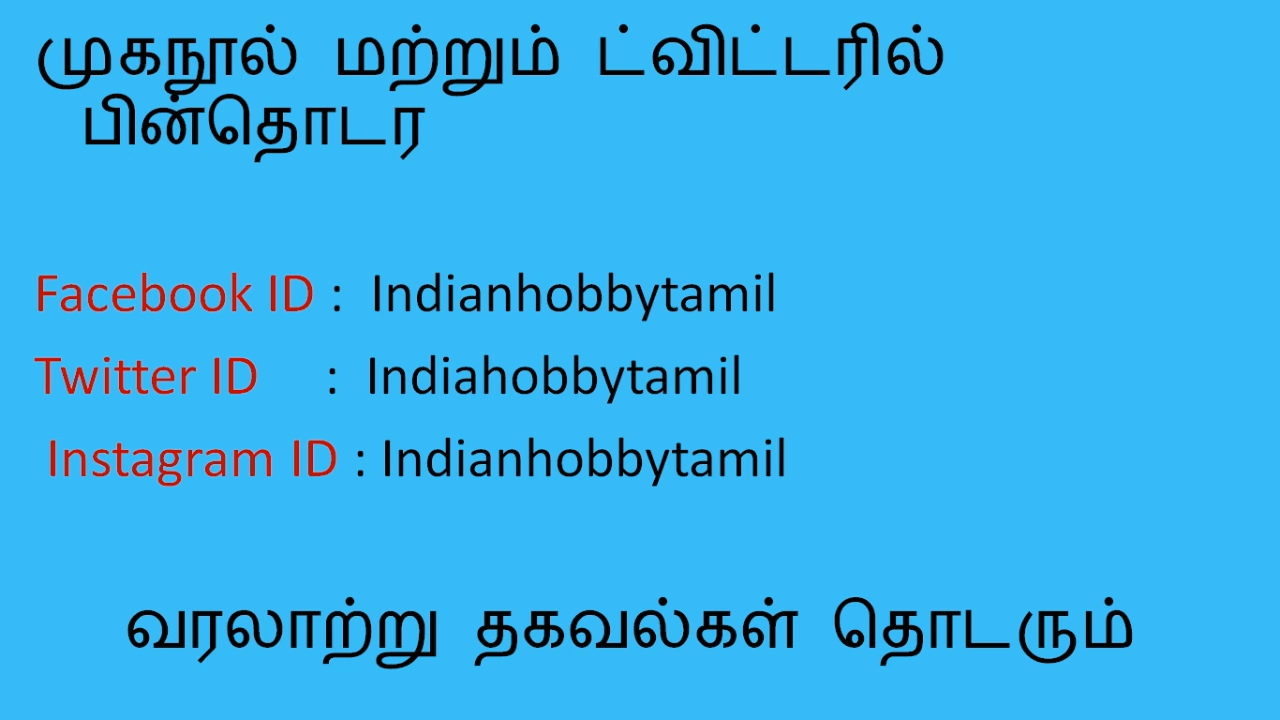 முகநூல் மற்றும் ட்விட்டரில்
பின்தொடர
Facebook ID : Indianhobbytamil
Twitter ID : Indiahobbytamil
Instagram ID : Indianhobbytamil
வரலாற்று தகவல்கள் தொடரும்